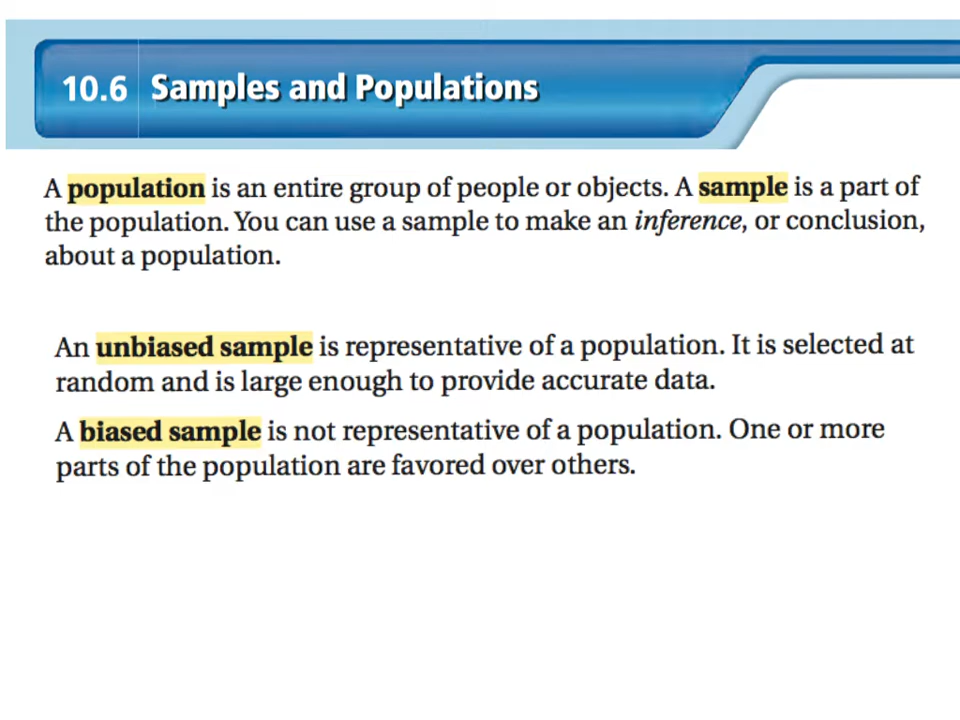 10.6 Samples and Populations
A population is an entire group of people or objects. A sample is a part of
the population. You can use a sample to make an inference, or conclusion,
about a population.
An unbiased sample is representative of a population. It is selected at
random and is large enough to provide accurate data.
A biased sample is not representative of a population. One or more
parts of the population are favored over others.